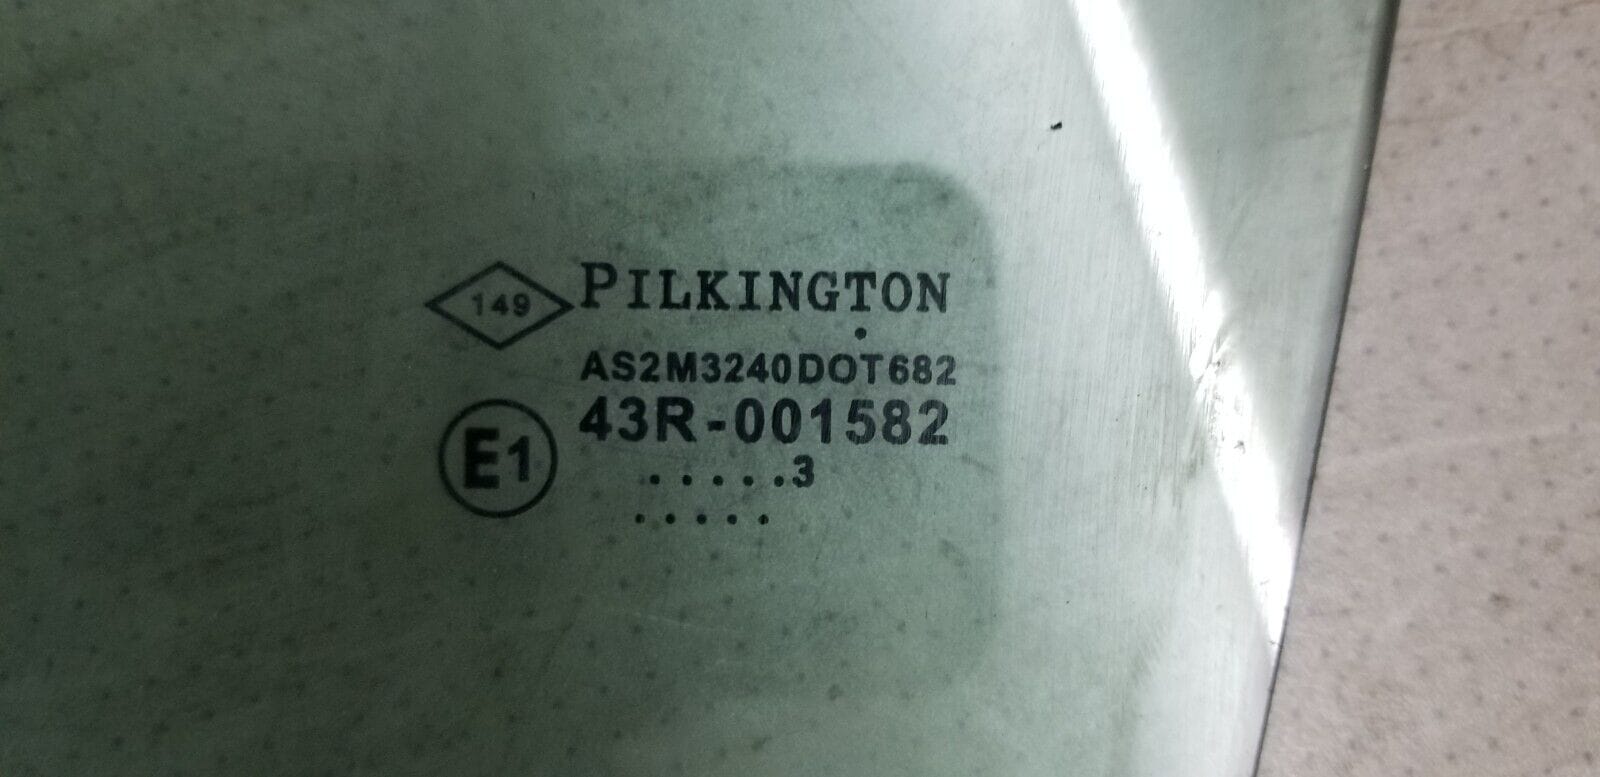 149 PILKINGTON
AS2M3240DOT682
E1 43R-001582
. . . . . .3
. . . . .